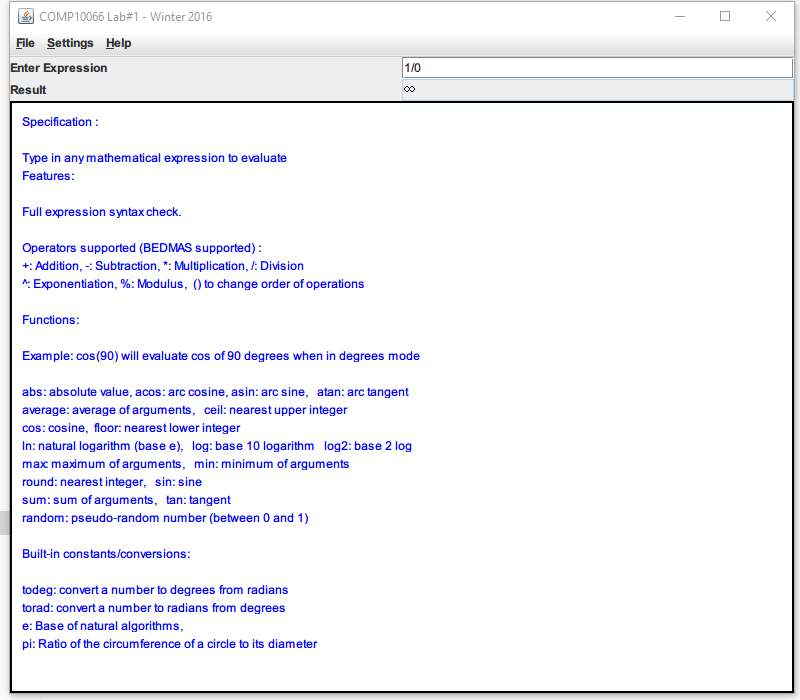 COMP10066 Lab#1 - Winter 2016
File Settings Help
Enter Expression 1/0
Result ∞
Specification :
Type in any mathematical expression to evaluate
Features:
Full expression syntax check.
Operators supported (BEDMAS supported) :
+: Addition, -: Subtraction, *: Multiplication, /: Division
^: Exponentiation, %: Modulus, () to change order of operations
Functions:
Example: cos(90) will evaluate cos of 90 degrees when in degrees mode
abs: absolute value, acos: arc cosine, asin: arc sine, atan: arc tangent
average: average of arguments, ceil: nearest upper integer
cos: cosine, floor: nearest lower integer
ln: natural logarithm (base e), log: base 10 logarithm log2: base 2 log
max: maximum of arguments, min: minimum of arguments
round: nearest integer, sin: sine
sum: sum of arguments, tan: tangent
random: pseudo-random number (between 0 and 1)
Built-in constants/conversions:
todeg: convert a number to degrees from radians
torad: convert a number to radians from degrees
e: Base of natural algorithms,
pi: Ratio of the circumference of a circle to its diameter